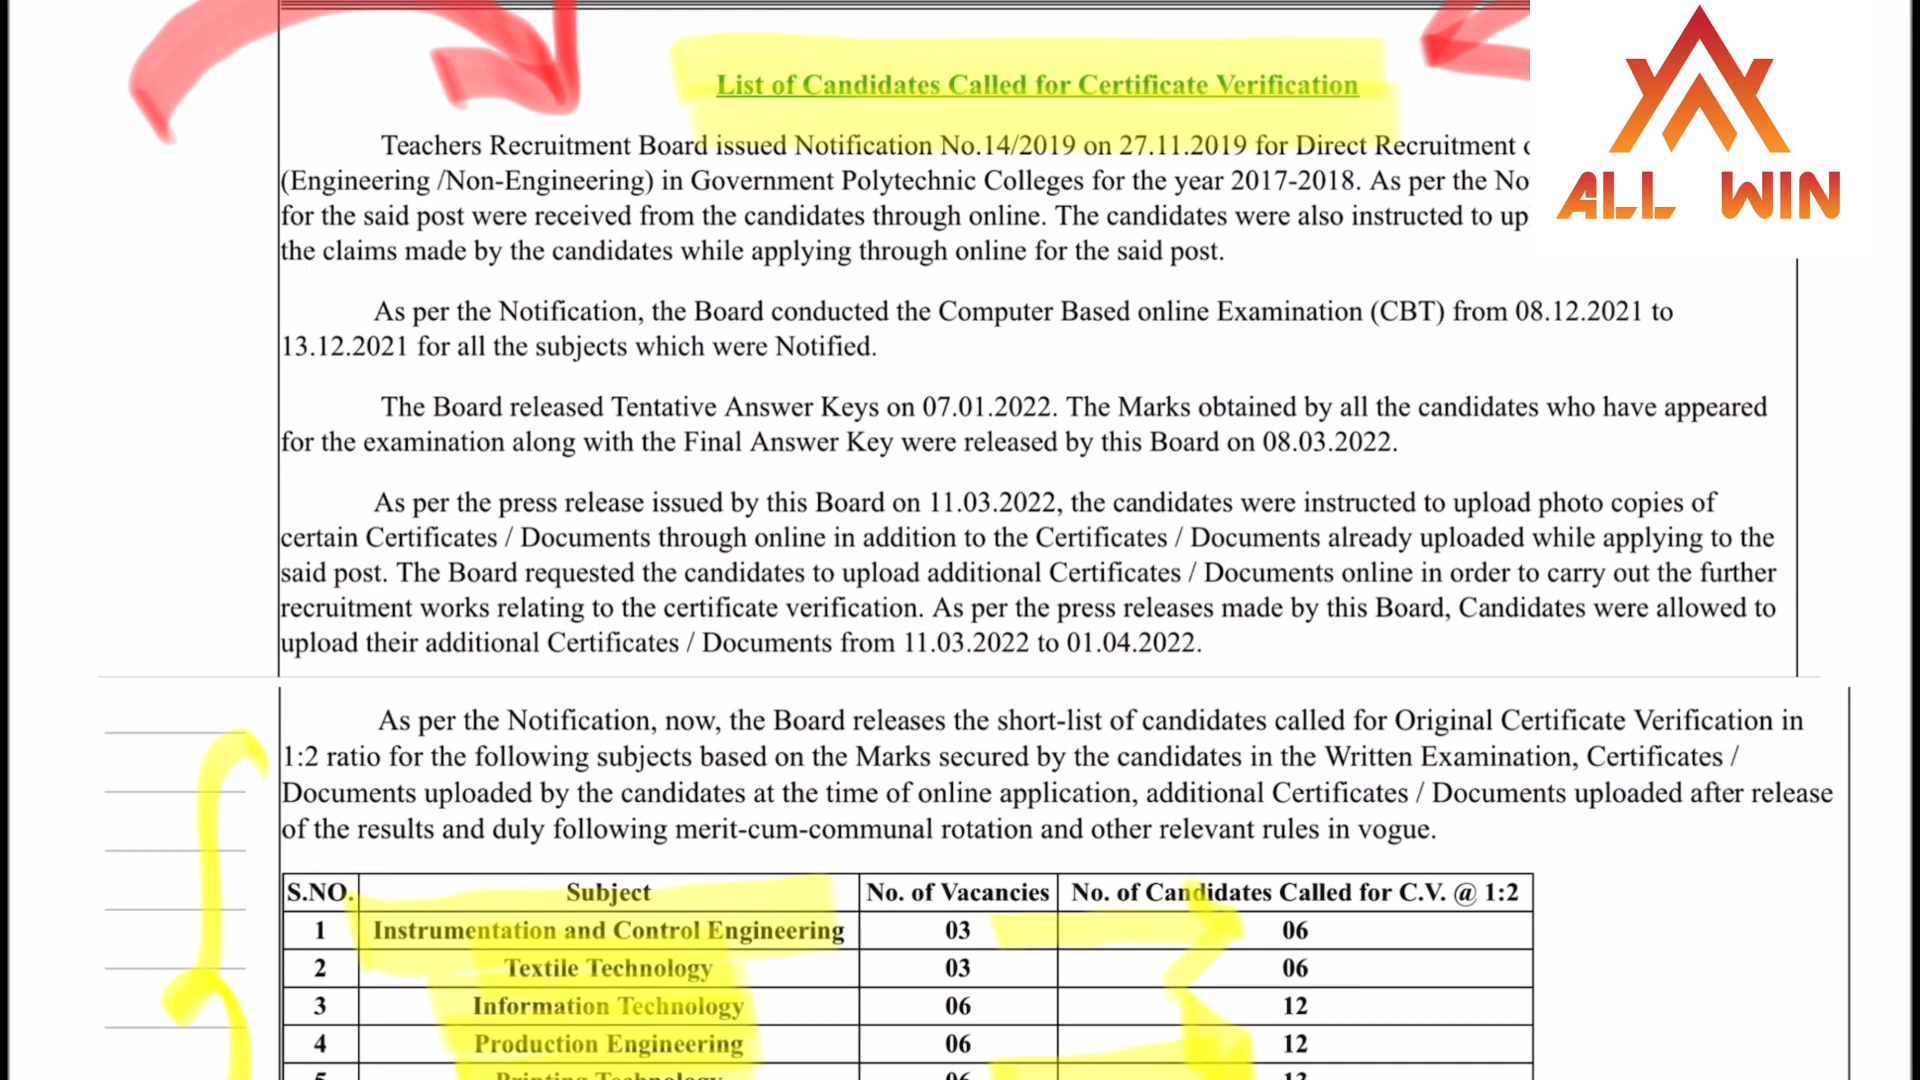 List of Candidates Called for Certificate Verification
Teachers Recruitment Board issued Notification No.14/2019 on 27.11.2019 for Direct Recruitment
(Engineering /Non-Engineering) in Government Polytechnic Colleges for the year 2017-2018. As per the
for the said post were received from the candidates through online. The candidates were also instructed to
the claims made by the candidates while applying through online for the said post.
ALL WIN
As per the Notification, the Board conducted the Computer Based online Examination (CBT) from 08.12.2021 to
13.12.2021 for all the subjects which were Notified.
The Board released Tentative Answer Keys on 07.01.2022. The Marks obtained by all the candidates who have appeared
for the examination along with the Final Answer Key were released by this Board on 08.03.2022.
As per the press release issued by this Board on 11.03.2022, the candidates were instructed to upload photo copies of
certain Certificates / Documents through online in addition to the Certificates / Documents already uploaded while applying to the
said post. The Board requested the candidates to upload additional Certificates / Documents online in order to carry out the further
recruitment works relating to the certificate verification. As per the press releases made by this Board, Candidates were allowed to
upload their additional Certificates / Documents from 11.03.2022 to 01.04.2022.
As per the Notification, now, the Board releases the short-list of candidates called for Original Certificate Verification in
1:2 ratio for the following subjects based on the Marks secured by the candidates in the Written Examination, Certificates /
Documents uploaded by the candidates at the time of online application, additional Certificates / Documents uploaded after release
of the results and duly following merit-cum-communal rotation and other relevant rules in vogue.
S.NO. Subject No. of Vacancies No. of Candidates Called for C.V. @ 1:2
1 Instrumentation and Control Engineering 03 06
2 Textile Technology 03 06
3 Information Technology 06 12
4 Production Engineering 06 12
5 Printing Technology 06 12